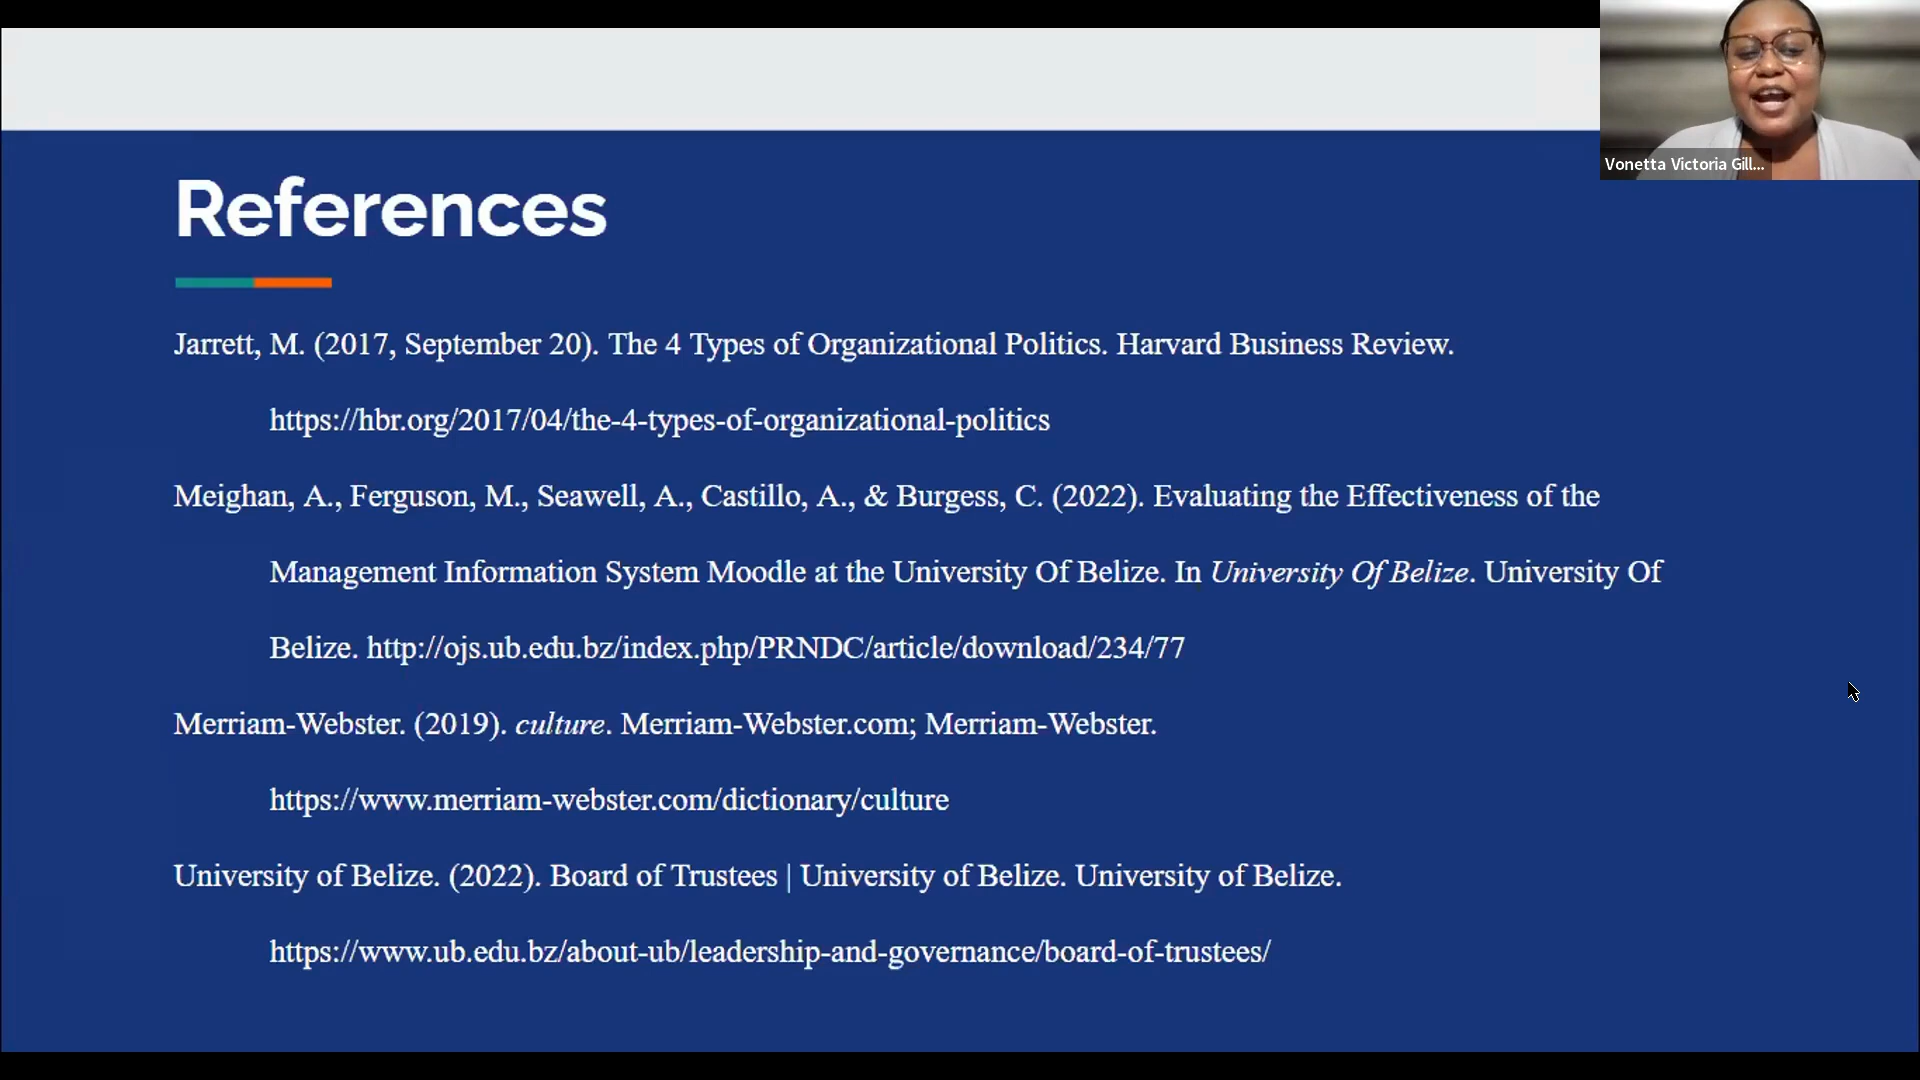 References
Jarrett, M. (2017, September 20). The 4 Types of Organizational Politics. Harvard Business Review.
https://hbr.org/2017/04/the-4-types-of-organizational-politics
Meighan, A., Ferguson, M., Seawell, A., Castillo, A., & Burgess, C. (2022). Evaluating the Effectiveness of the
Management Information System Moodle at the University Of Belize. In University Of Belize. University Of
Belize. http://ojs.ub.edu.bz/index.php/PRNDC/article/download/234/77
Merriam-Webster. (2019). culture. Merriam-Webster.com; Merriam-Webster.
https://www.merriam-webster.com/dictionary/culture
University of Belize. (2022). Board of Trustees | University of Belize. University of Belize.
https://www.ub.edu.bz/about-ub/leadership-and-governance/board-of-trustees/
Vonetta Victoria Gill...